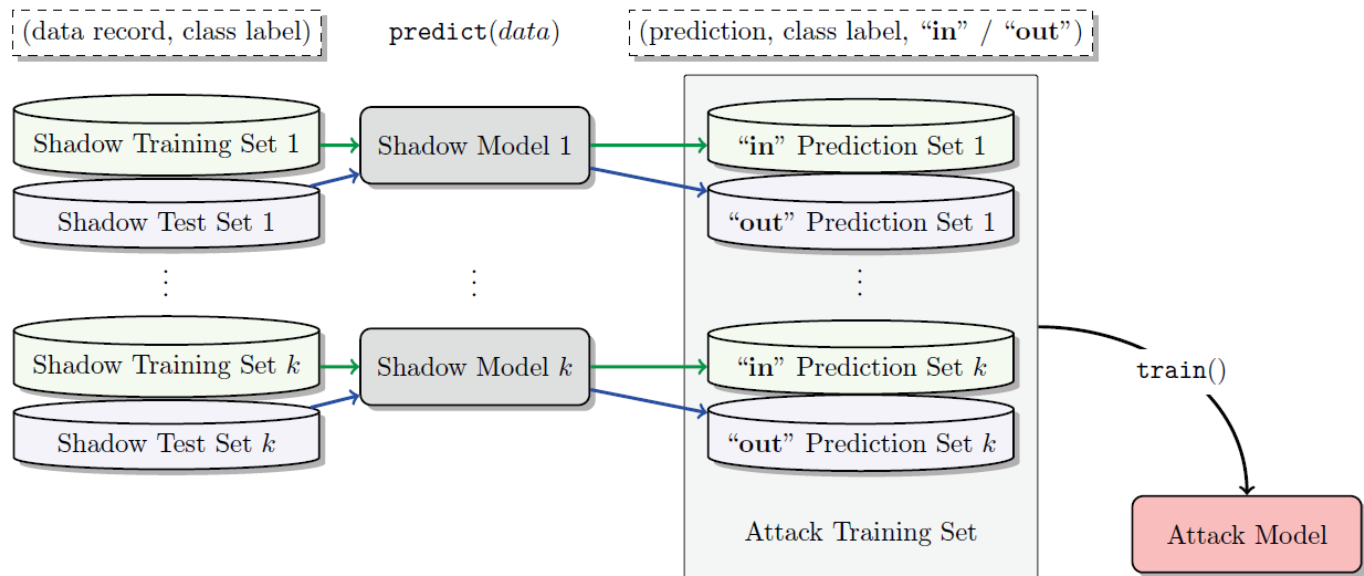 (data record, class label)
predict(data)
(prediction, class label, “in” / “out”)
Shadow Training Set 1
Shadow Model 1
“in” Prediction Set 1
Shadow Test Set 1
“out” Prediction Set 1
⋮
⋮
⋮
Shadow Training Set k
Shadow Model k
“in” Prediction Set k
train()
Shadow Test Set k
“out” Prediction Set k
Attack Training Set
Attack Model